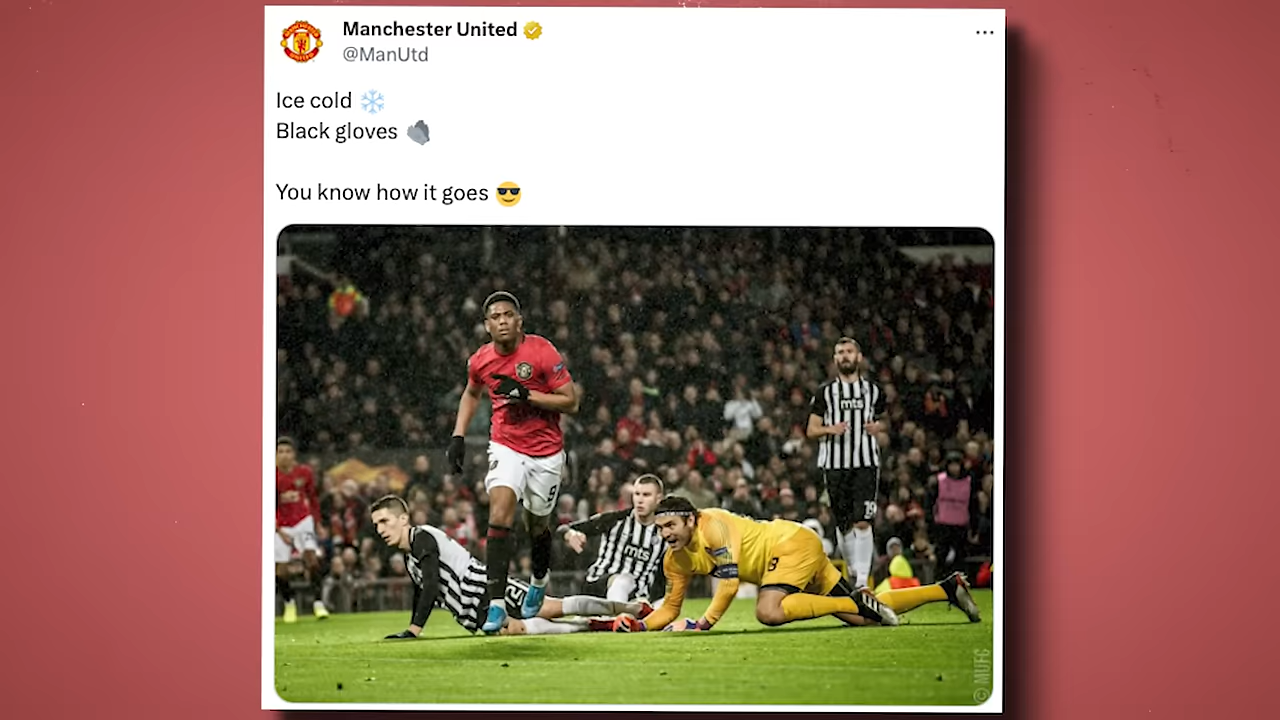 Manchester United
@ManUtd
Ice cold ❄️
Black gloves 🧤
You know how it goes 😎
mts
mts
9
19
© MUFC